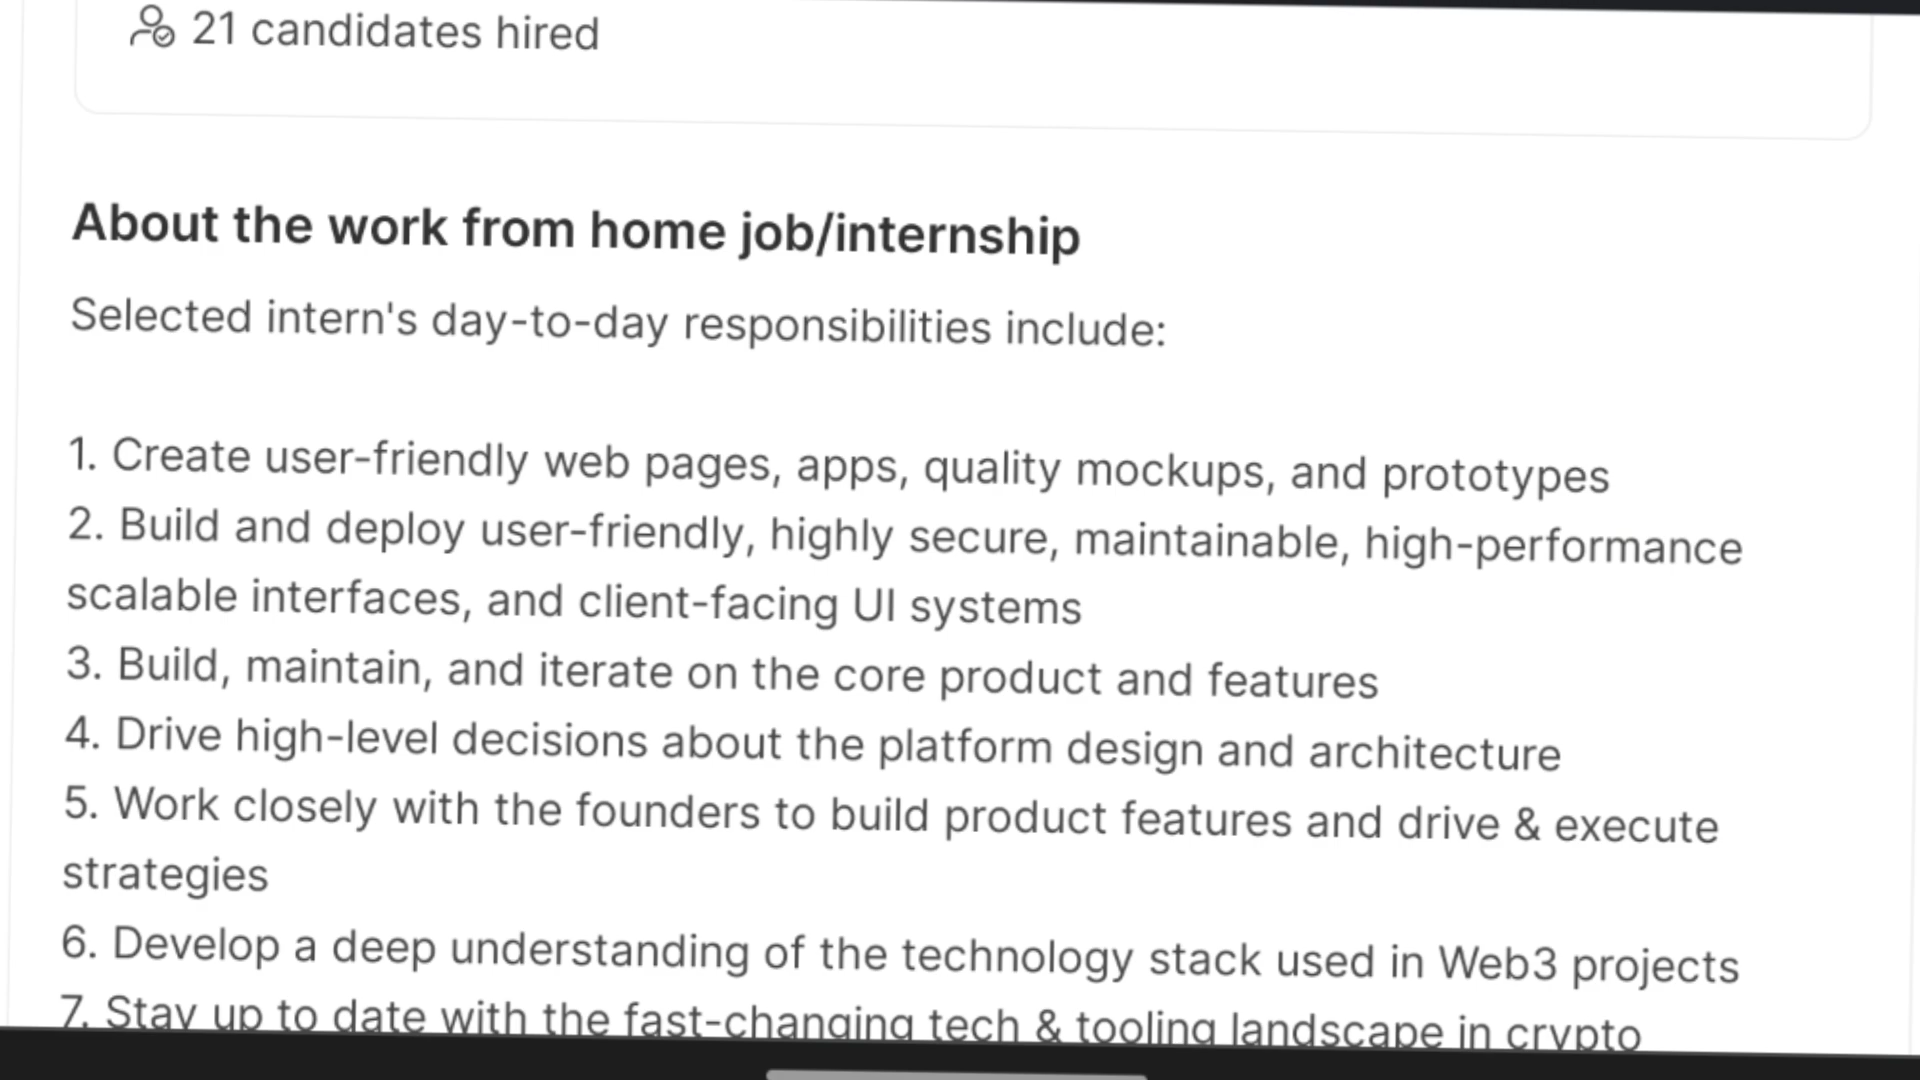 21 candidates hired
About the work from home job/internship
Selected intern's day-to-day responsibilities include:
1. Create user-friendly web pages, apps, quality mockups, and prototypes
2. Build and deploy user-friendly, highly secure, maintainable, high-performance
scalable interfaces, and client-facing UI systems
3. Build, maintain, and iterate on the core product and features
4. Drive high-level decisions about the platform design and architecture
5. Work closely with the founders to build product features and drive & execute
strategies
6. Develop a deep understanding of the technology stack used in Web3 projects
7. Stay up to date with the fast-changing tech & tooling landscape in crypto